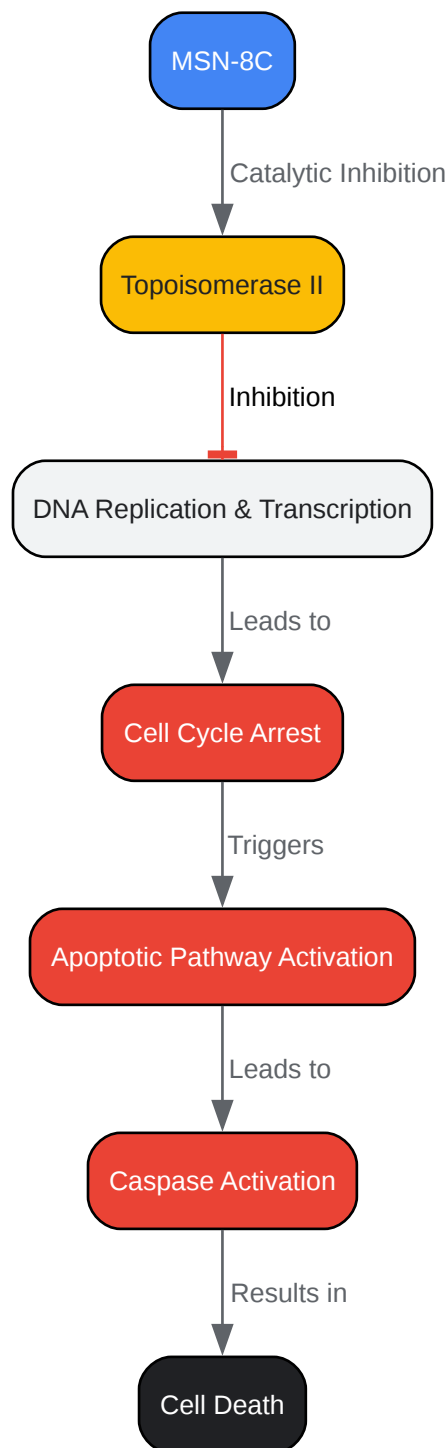 MSN-8C
Catalytic Inhibition
Topoisomerase II
Inhibition
DNA Replication & Transcription
Leads to
Cell Cycle Arrest
Triggers
Apoptotic Pathway Activation
Leads to
Caspase Activation
Results in
Cell Death